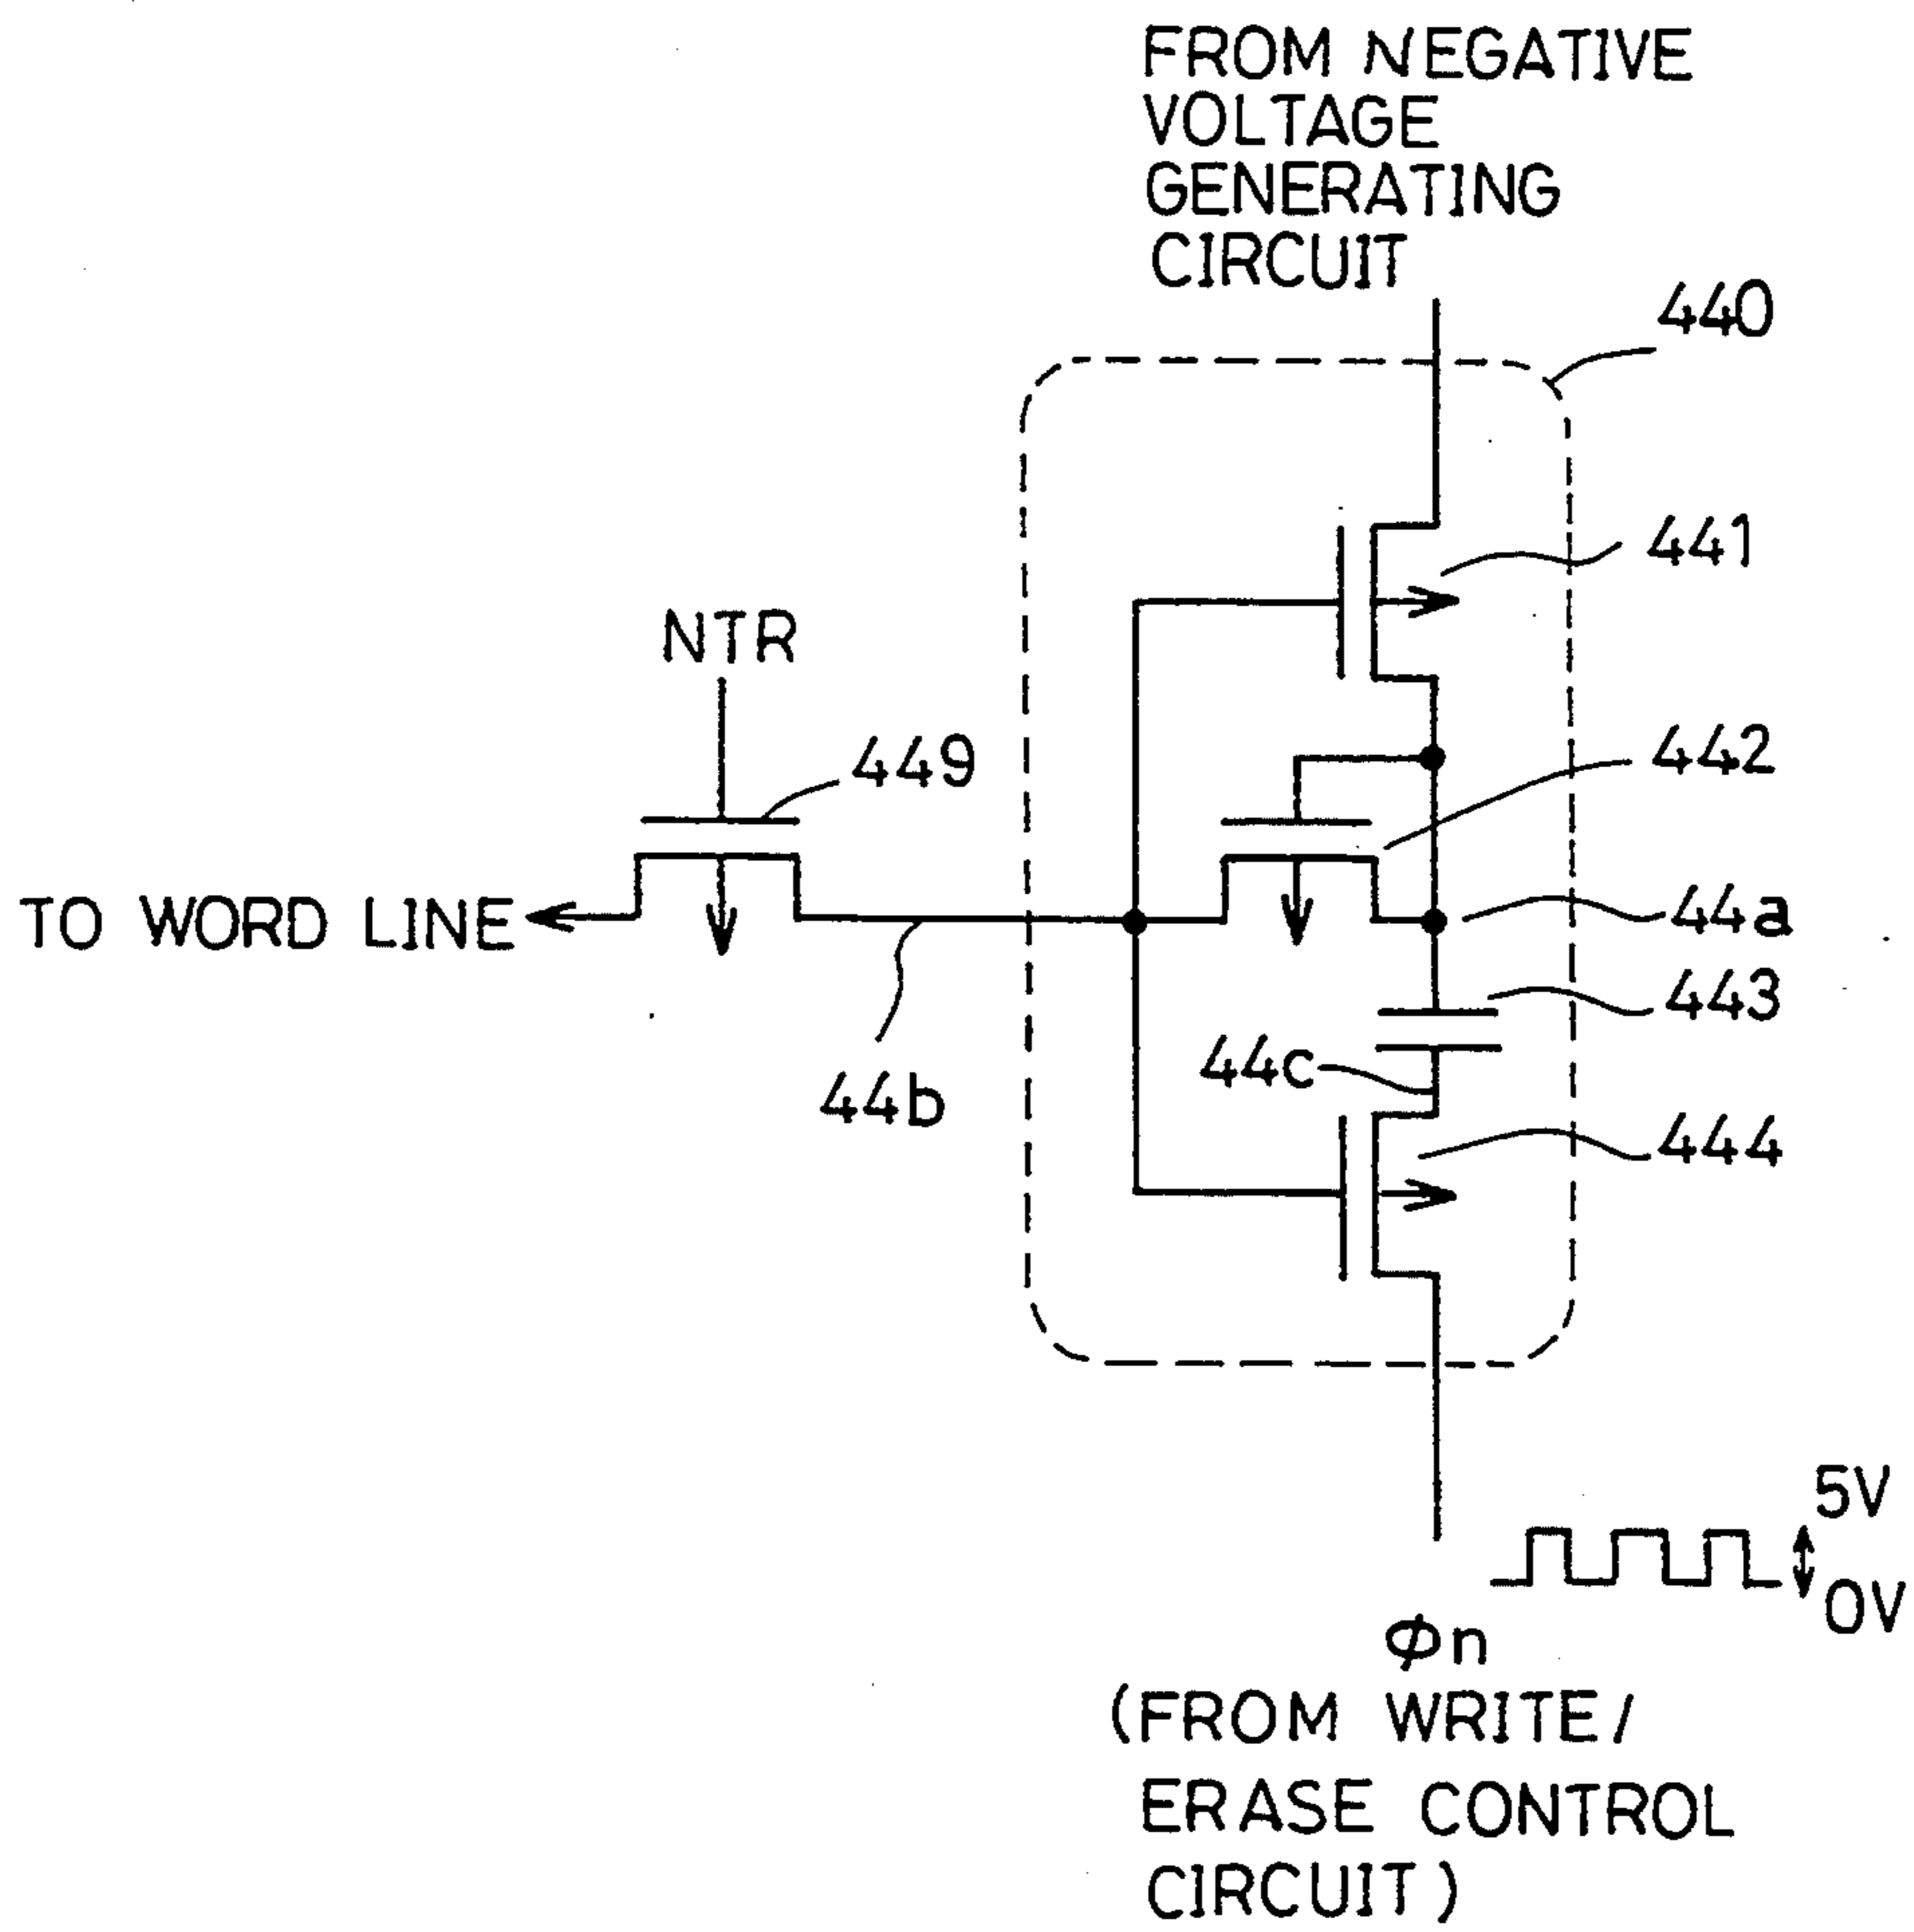 FROM NEGATIVE
VOLTAGE
GENERATING
CIRCUIT
440
441
NTR
449
442
TO WORD LINE
44a
443
44c
44b
444
5V
0V
φn
(FROM WRITE/
ERASE CONTROL
CIRCUIT)